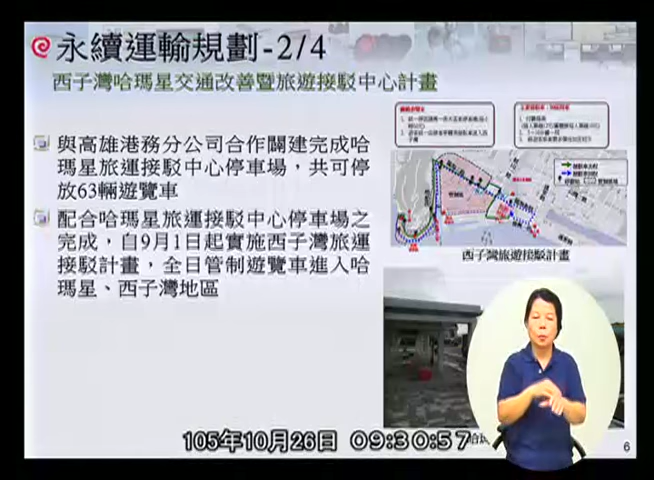 永續運輸規劃-2/4
西子灣哈瑪星交通改善暨旅遊接駁中心計畫
與高雄港務分公司合作闢建完成哈
瑪星旅運接駁中心停車場，共可停
放63輛遊覽車
配合哈瑪星旅運接駁中心停車場之
完成，自9月1日起實施西子灣旅運
接駁計畫，全日管制遊覽車進入哈
瑪星、西子灣地區
西子灣旅運接駁計畫
105年10月26日 09:30:57
6